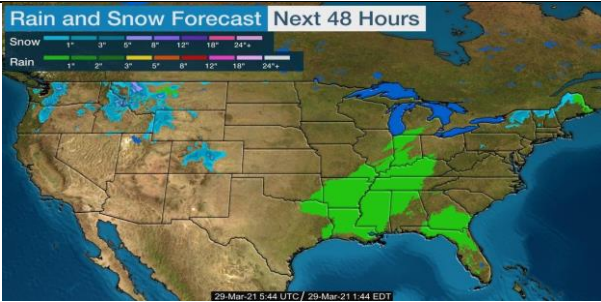 Rain and Snow Forecast Next 48 Hours
Snow
1" 3" 5" 8" 12" 18" 24"+
Rain
1" 2" 3" 5" 8" 12" 18" 24"+
29-Mar-21 5:44 UTC / 29-Mar-21 1:44 EDT